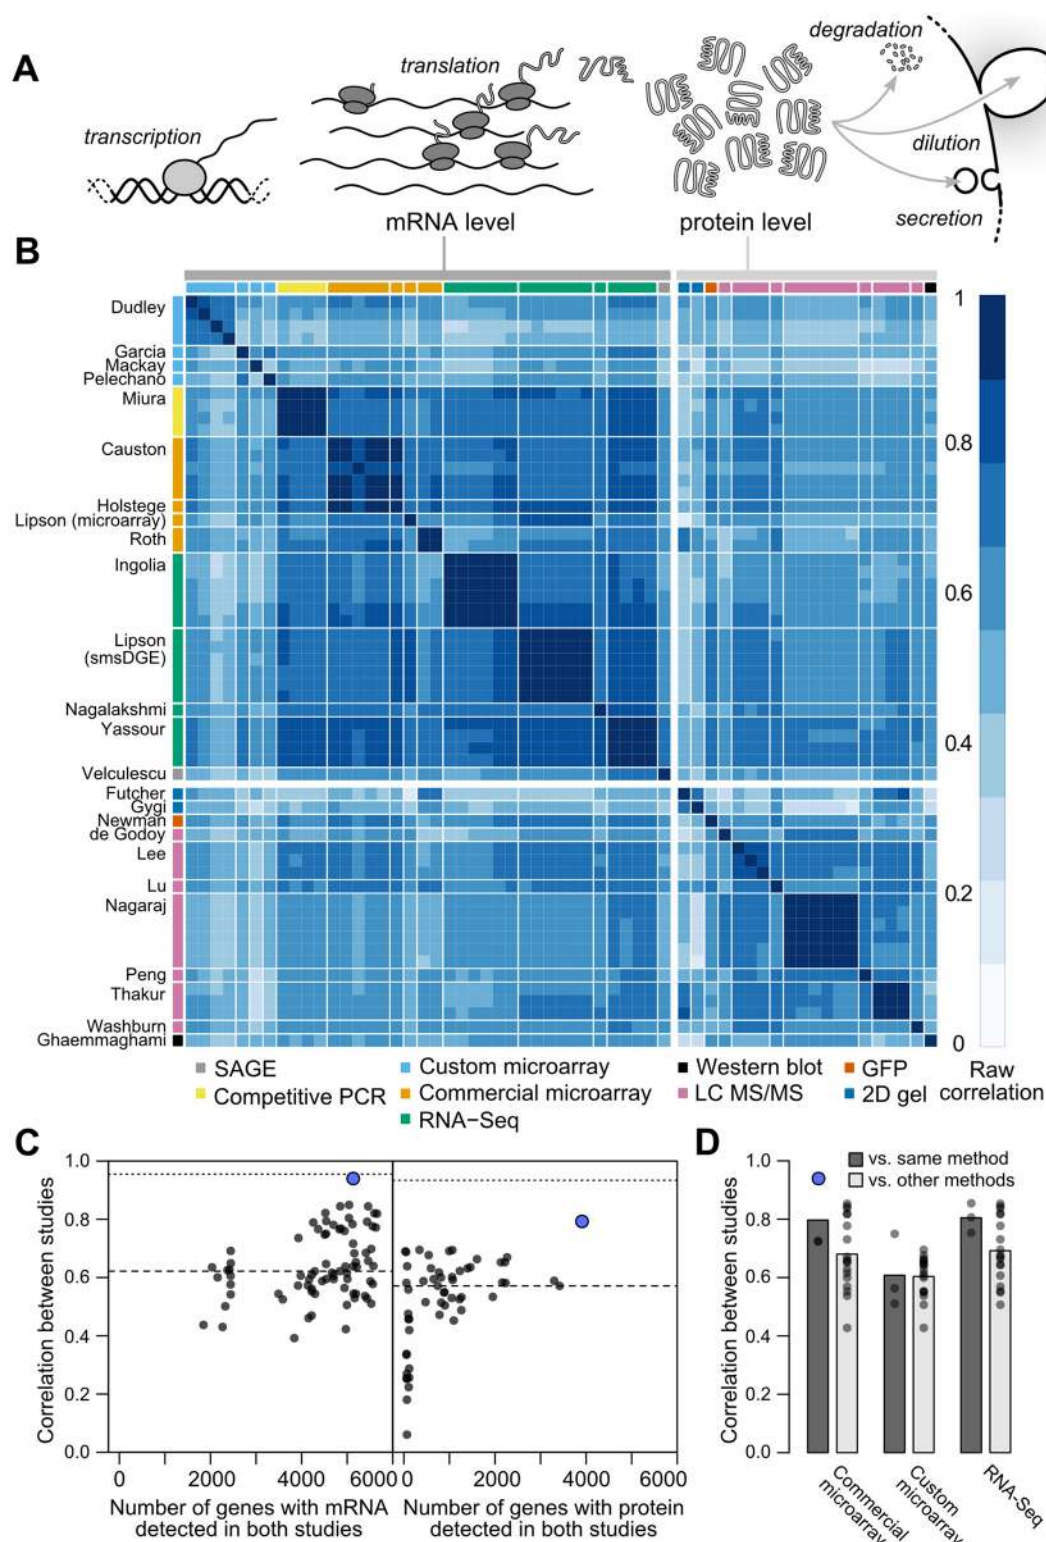 A
transcription
translation
degradation
dilution
secretion
mRNA level
protein level
B
Dudley
Garcia
Mackay
Pelechano
Miura
Causton
Holstege
Lipson (microarray)
Roth
Ingolia
Lipson
(smsDGE)
Nagalakshmi
Yassour
Velculescu
Futcher
Gygi
Newman
de Godoy
Lee
Lu
Nagaraj
Peng
Thakur
Washburn
Ghaemmaghami
1
0.8
0.6
0.4
0.2
0
Raw
correlation
SAGE
Competitive PCR
Custom microarray
Commercial microarray
RNA-Seq
Western blot
LC MS/MS
GFP
2D gel
C
Correlation between studies
1.0
0.8
0.6
0.4
0.2
0.0
0 2000 4000 6000
Number of genes with mRNA
detected in both studies
0 2000 4000 6000
Number of genes with protein
detected in both studies
D
vs. same method
vs. other methods
Correlation between studies
1.0
0.8
0.6
0.4
0.2
0.0
Commercial
microarray
Custom
microarray
RNA-Seq